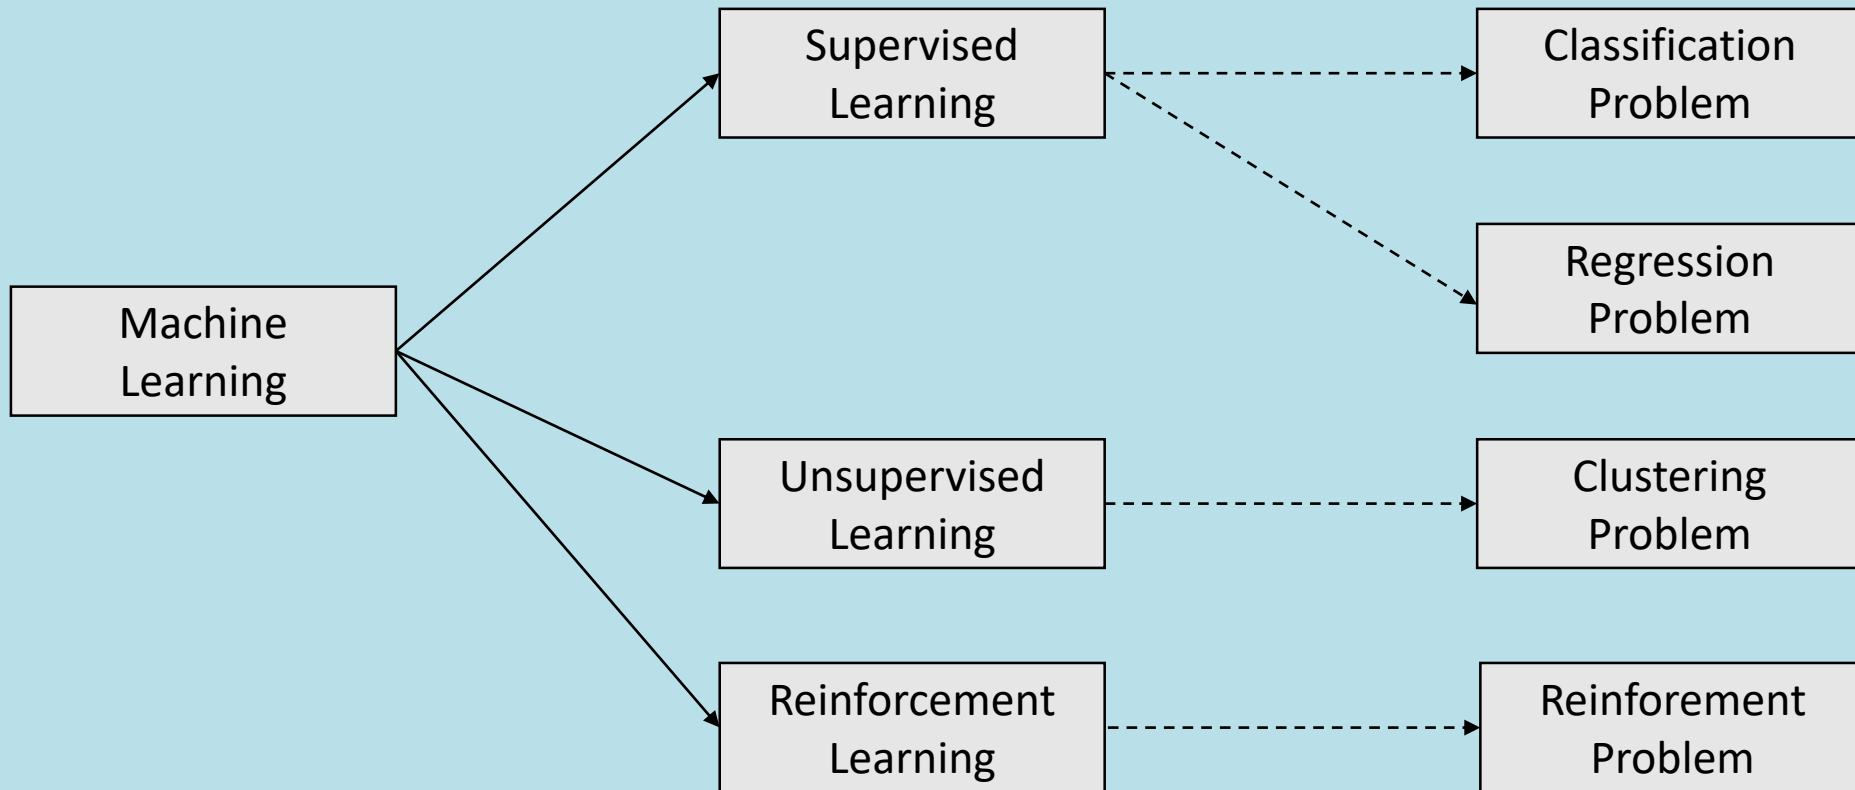 Supervised
Learning
Classification
Problem
Regression
Problem
Machine
Learning
Unsupervised
Learning
Clustering
Problem
Reinforcement
Learning
Reinforement
Problem